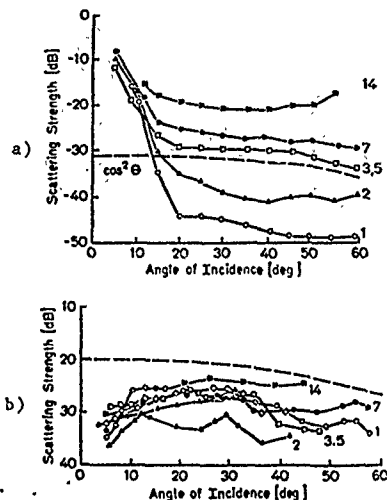 a)
Scattering Strength [dB]
0
-10
-20
-30
-40
-50
14
7
3,5
cos²Θ
2
1
0 10 20 30 40 50 60
Angle of Incidence [deg]
b)
Scattering Strength [dB]
10
20
30
40
14
7
1
3.5
2
0 10 20 30 40 50 60
Angle of Incidence [deg]